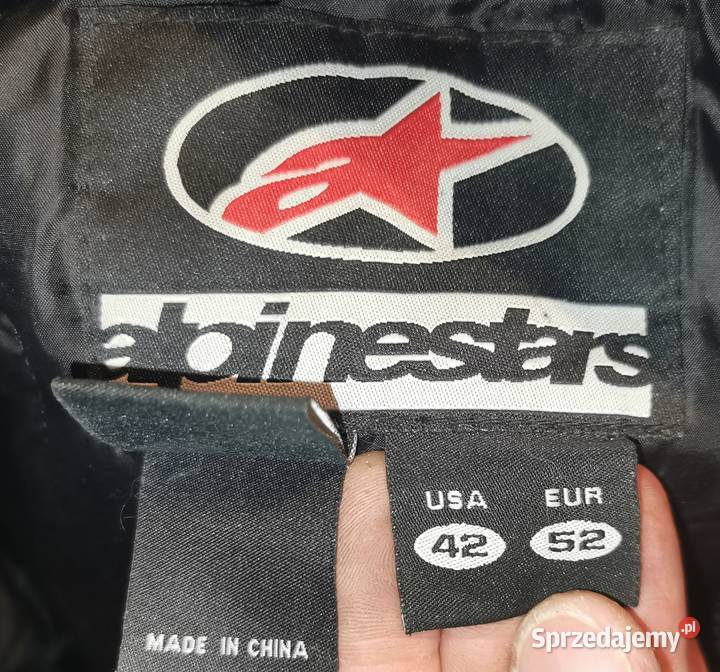 alpinestars
USA EUR
42 52
MADE IN CHINA
Sprzedajemy.pl